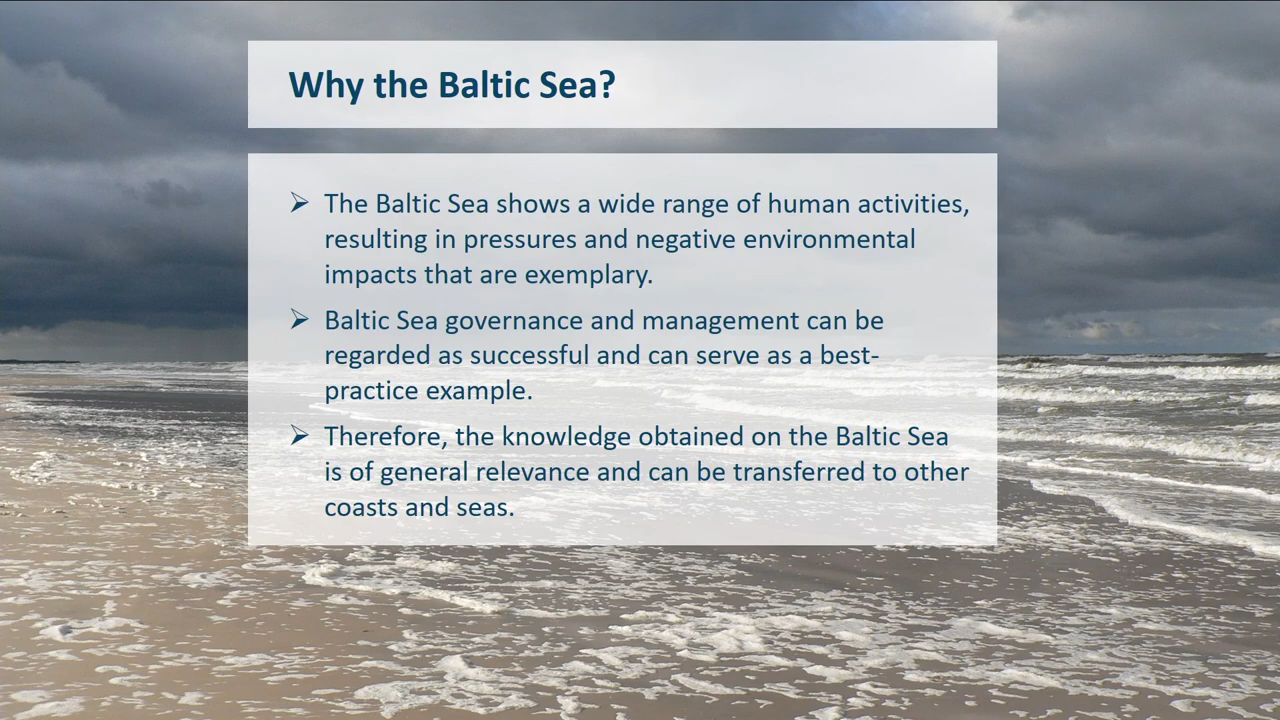 Why the Baltic Sea?
➢ The Baltic Sea shows a wide range of human activities,
resulting in pressures and negative environmental
impacts that are exemplary.
➢ Baltic Sea governance and management can be
regarded as successful and can serve as a best-
practice example.
➢ Therefore, the knowledge obtained on the Baltic Sea
is of general relevance and can be transferred to other
coasts and seas.